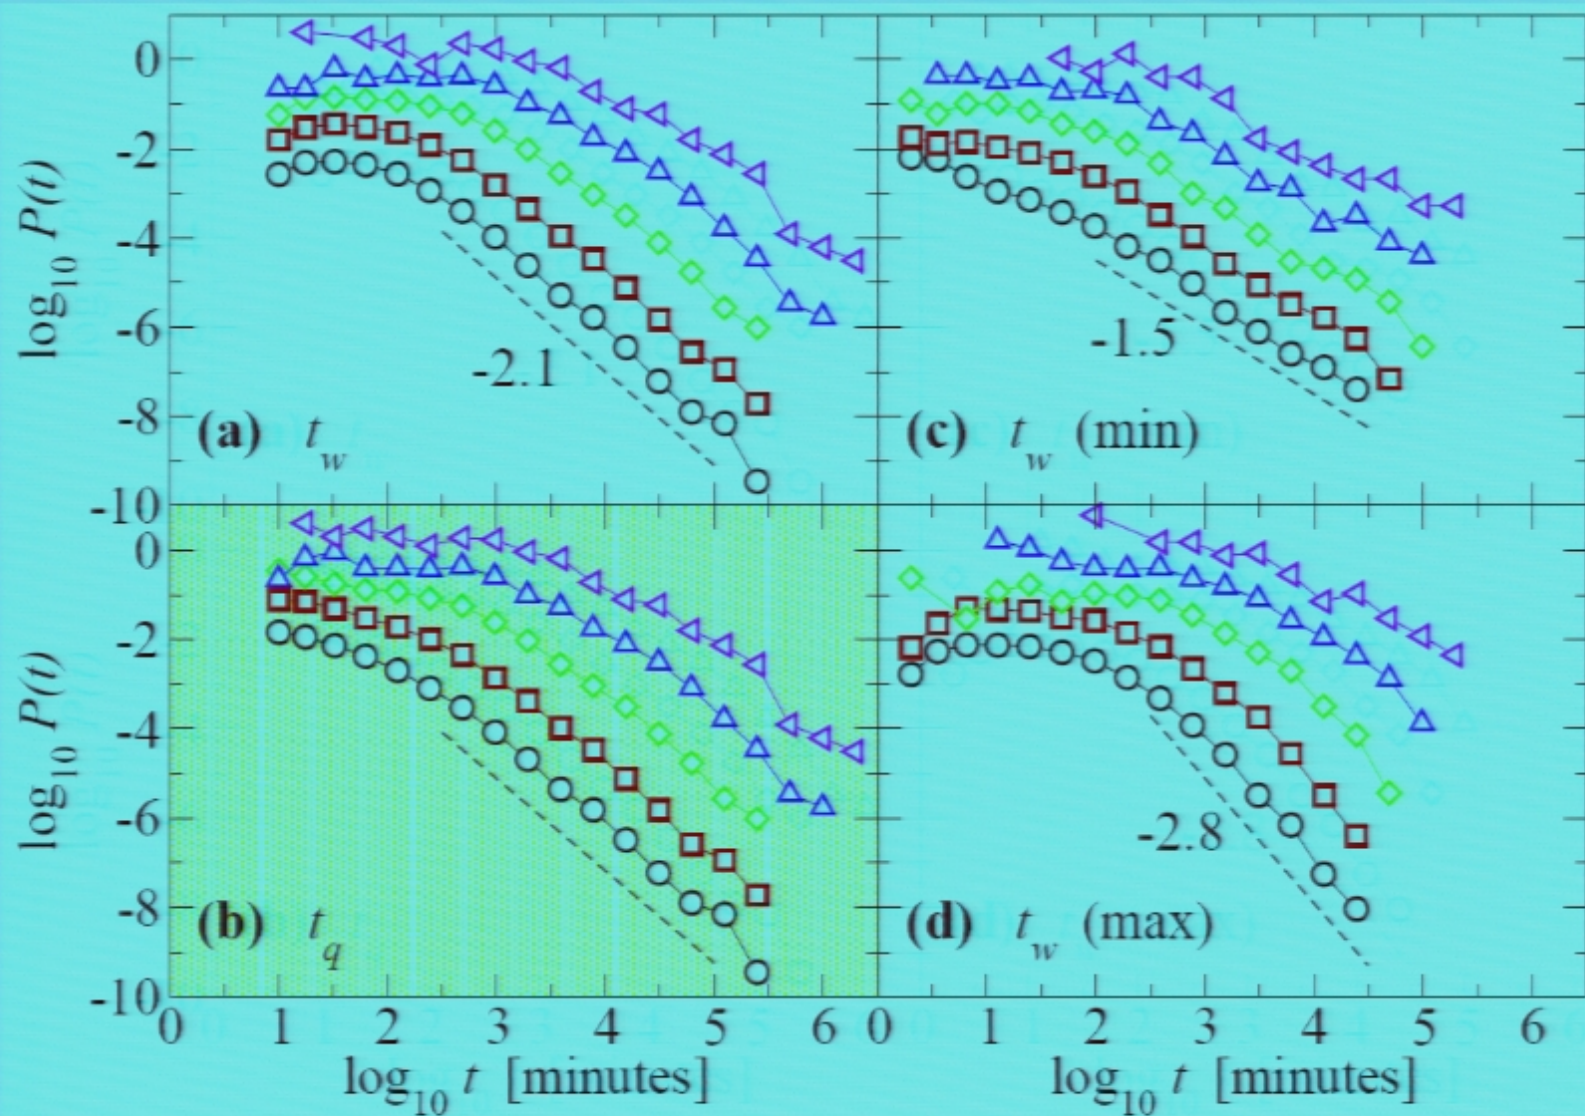 0
-2
-4
-6
-8
-10
log10 P(t)
-2.1
(a) tw
-1.5
(c) tw (min)
0
-2
-4
-6
-8
-10
log10 P(t)
(b) tq
-2.8
(d) tw (max)
0 1 2 3 4 5 6 0 1 2 3 4 5 6
log10 t [minutes]
log10 t [minutes]